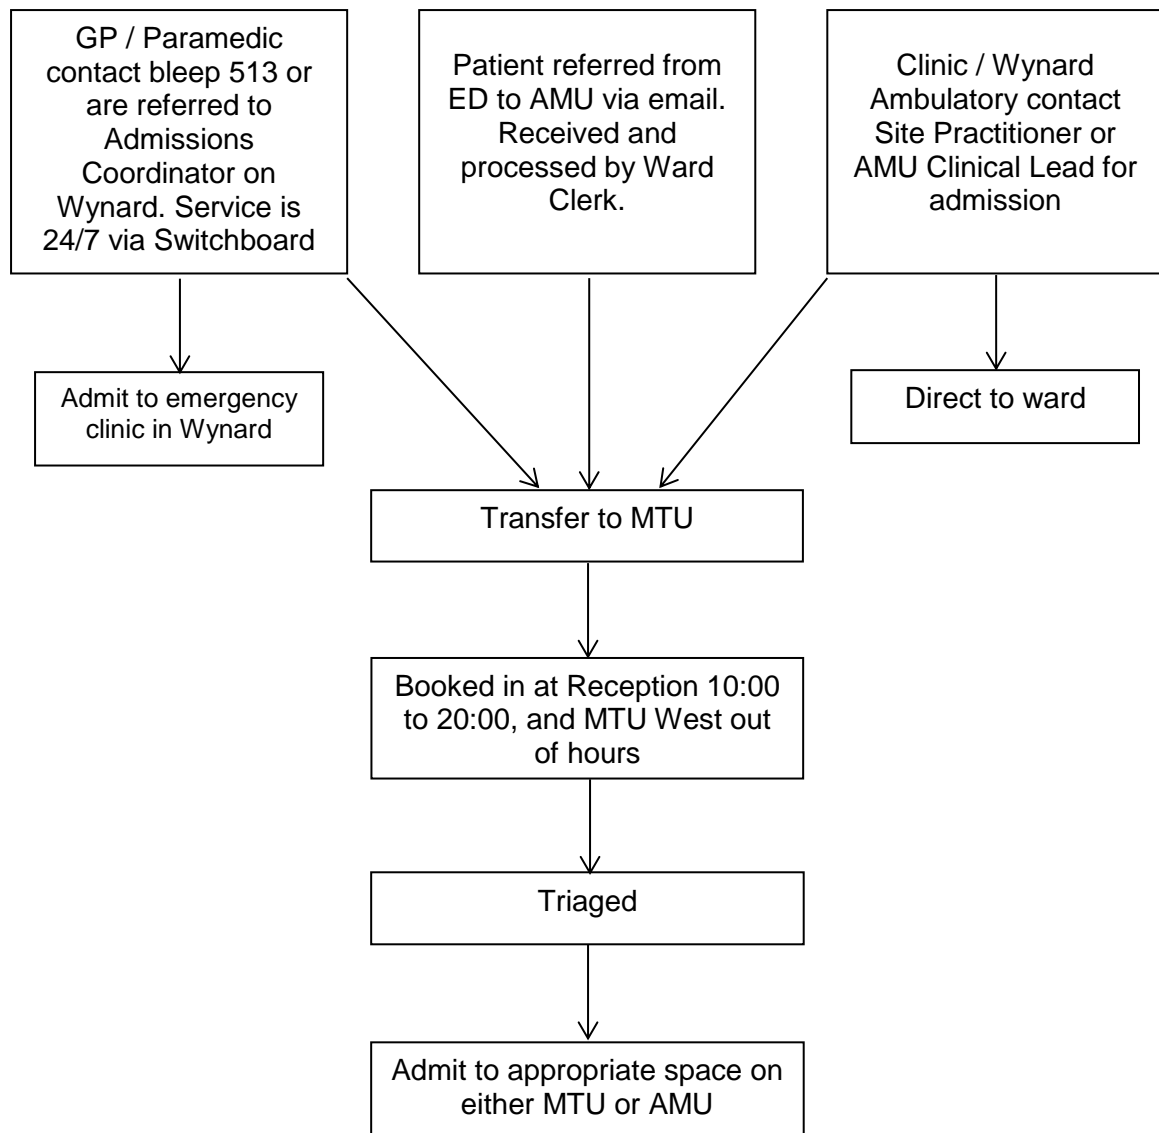 GP / Paramedic
contact bleep 513 or
are referred to
Admissions
Coordinator on
Wynard. Service is
24/7 via Switchboard
Patient referred from
ED to AMU via email.
Received and
processed by Ward
Clerk.
Clinic / Wynard
Ambulatory contact
Site Practitioner or
AMU Clinical Lead for
admission
Admit to emergency
clinic in Wynard
Direct to ward
Transfer to MTU
Booked in at Reception 10:00
to 20:00, and MTU West out
of hours
Triaged
Admit to appropriate space on
either MTU or AMU